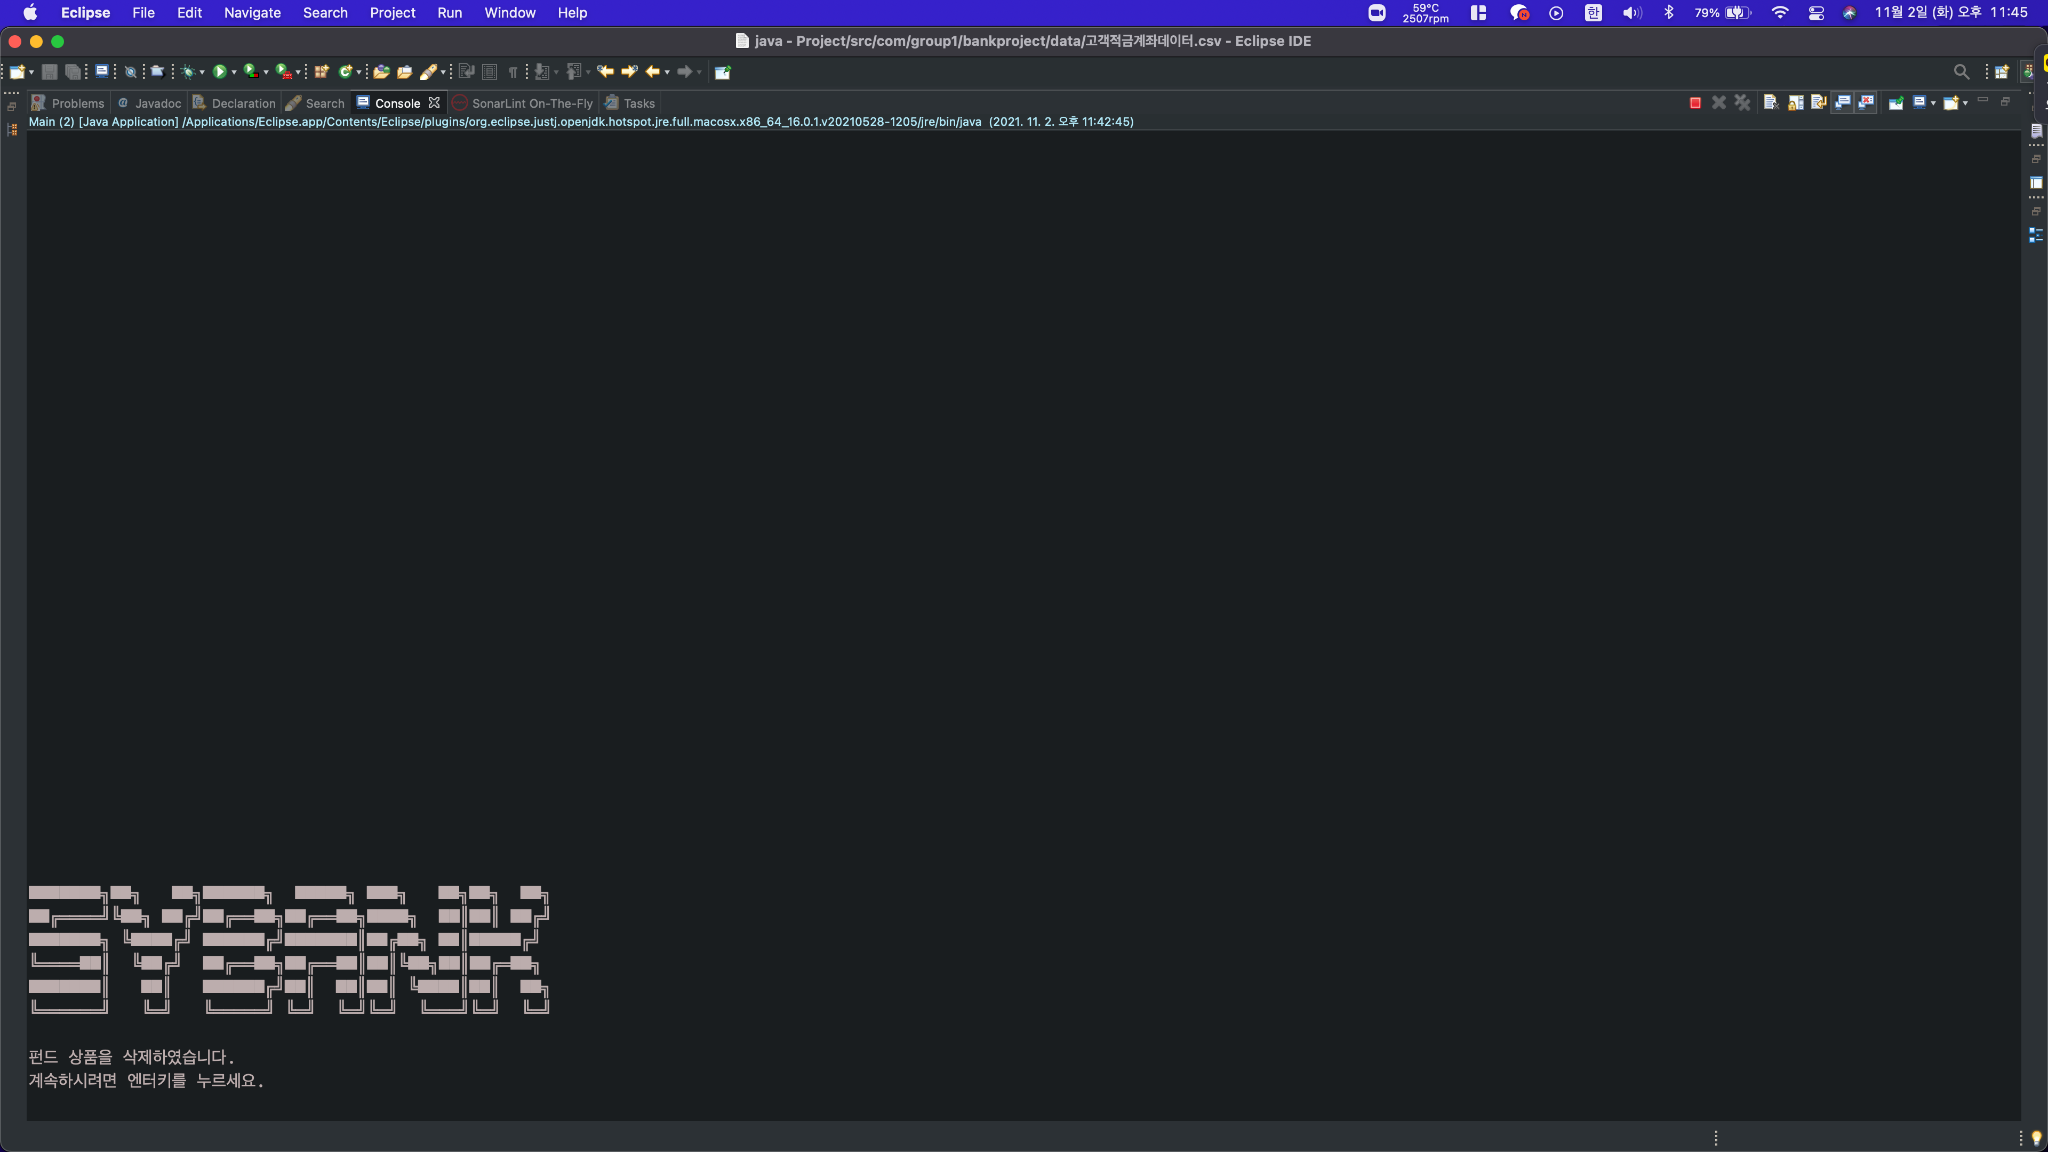 Eclipse File Edit Navigate Search Project Run Window Help 59°C 2507rpm 한 79% 11월 2일 (화) 오후 11:45
java - Project/src/com/group1/bankproject/data/고객적금계좌데이터.csv - Eclipse IDE
Problems @ Javadoc Declaration Search Console SonarLint On-The-Fly Tasks
Main (2) [Java Application] /Applications/Eclipse.app/Contents/Eclipse/plugins/org.eclipse.justj.openjdk.hotspot.jre.full.macosx.x86_64_16.0.1.v20210528-1205/jre/bin/java (2021. 11. 2. 오후 11:42:45)
SYBANK
펀드 상품을 삭제하였습니다.
계속하시려면 엔터키를 누르세요.